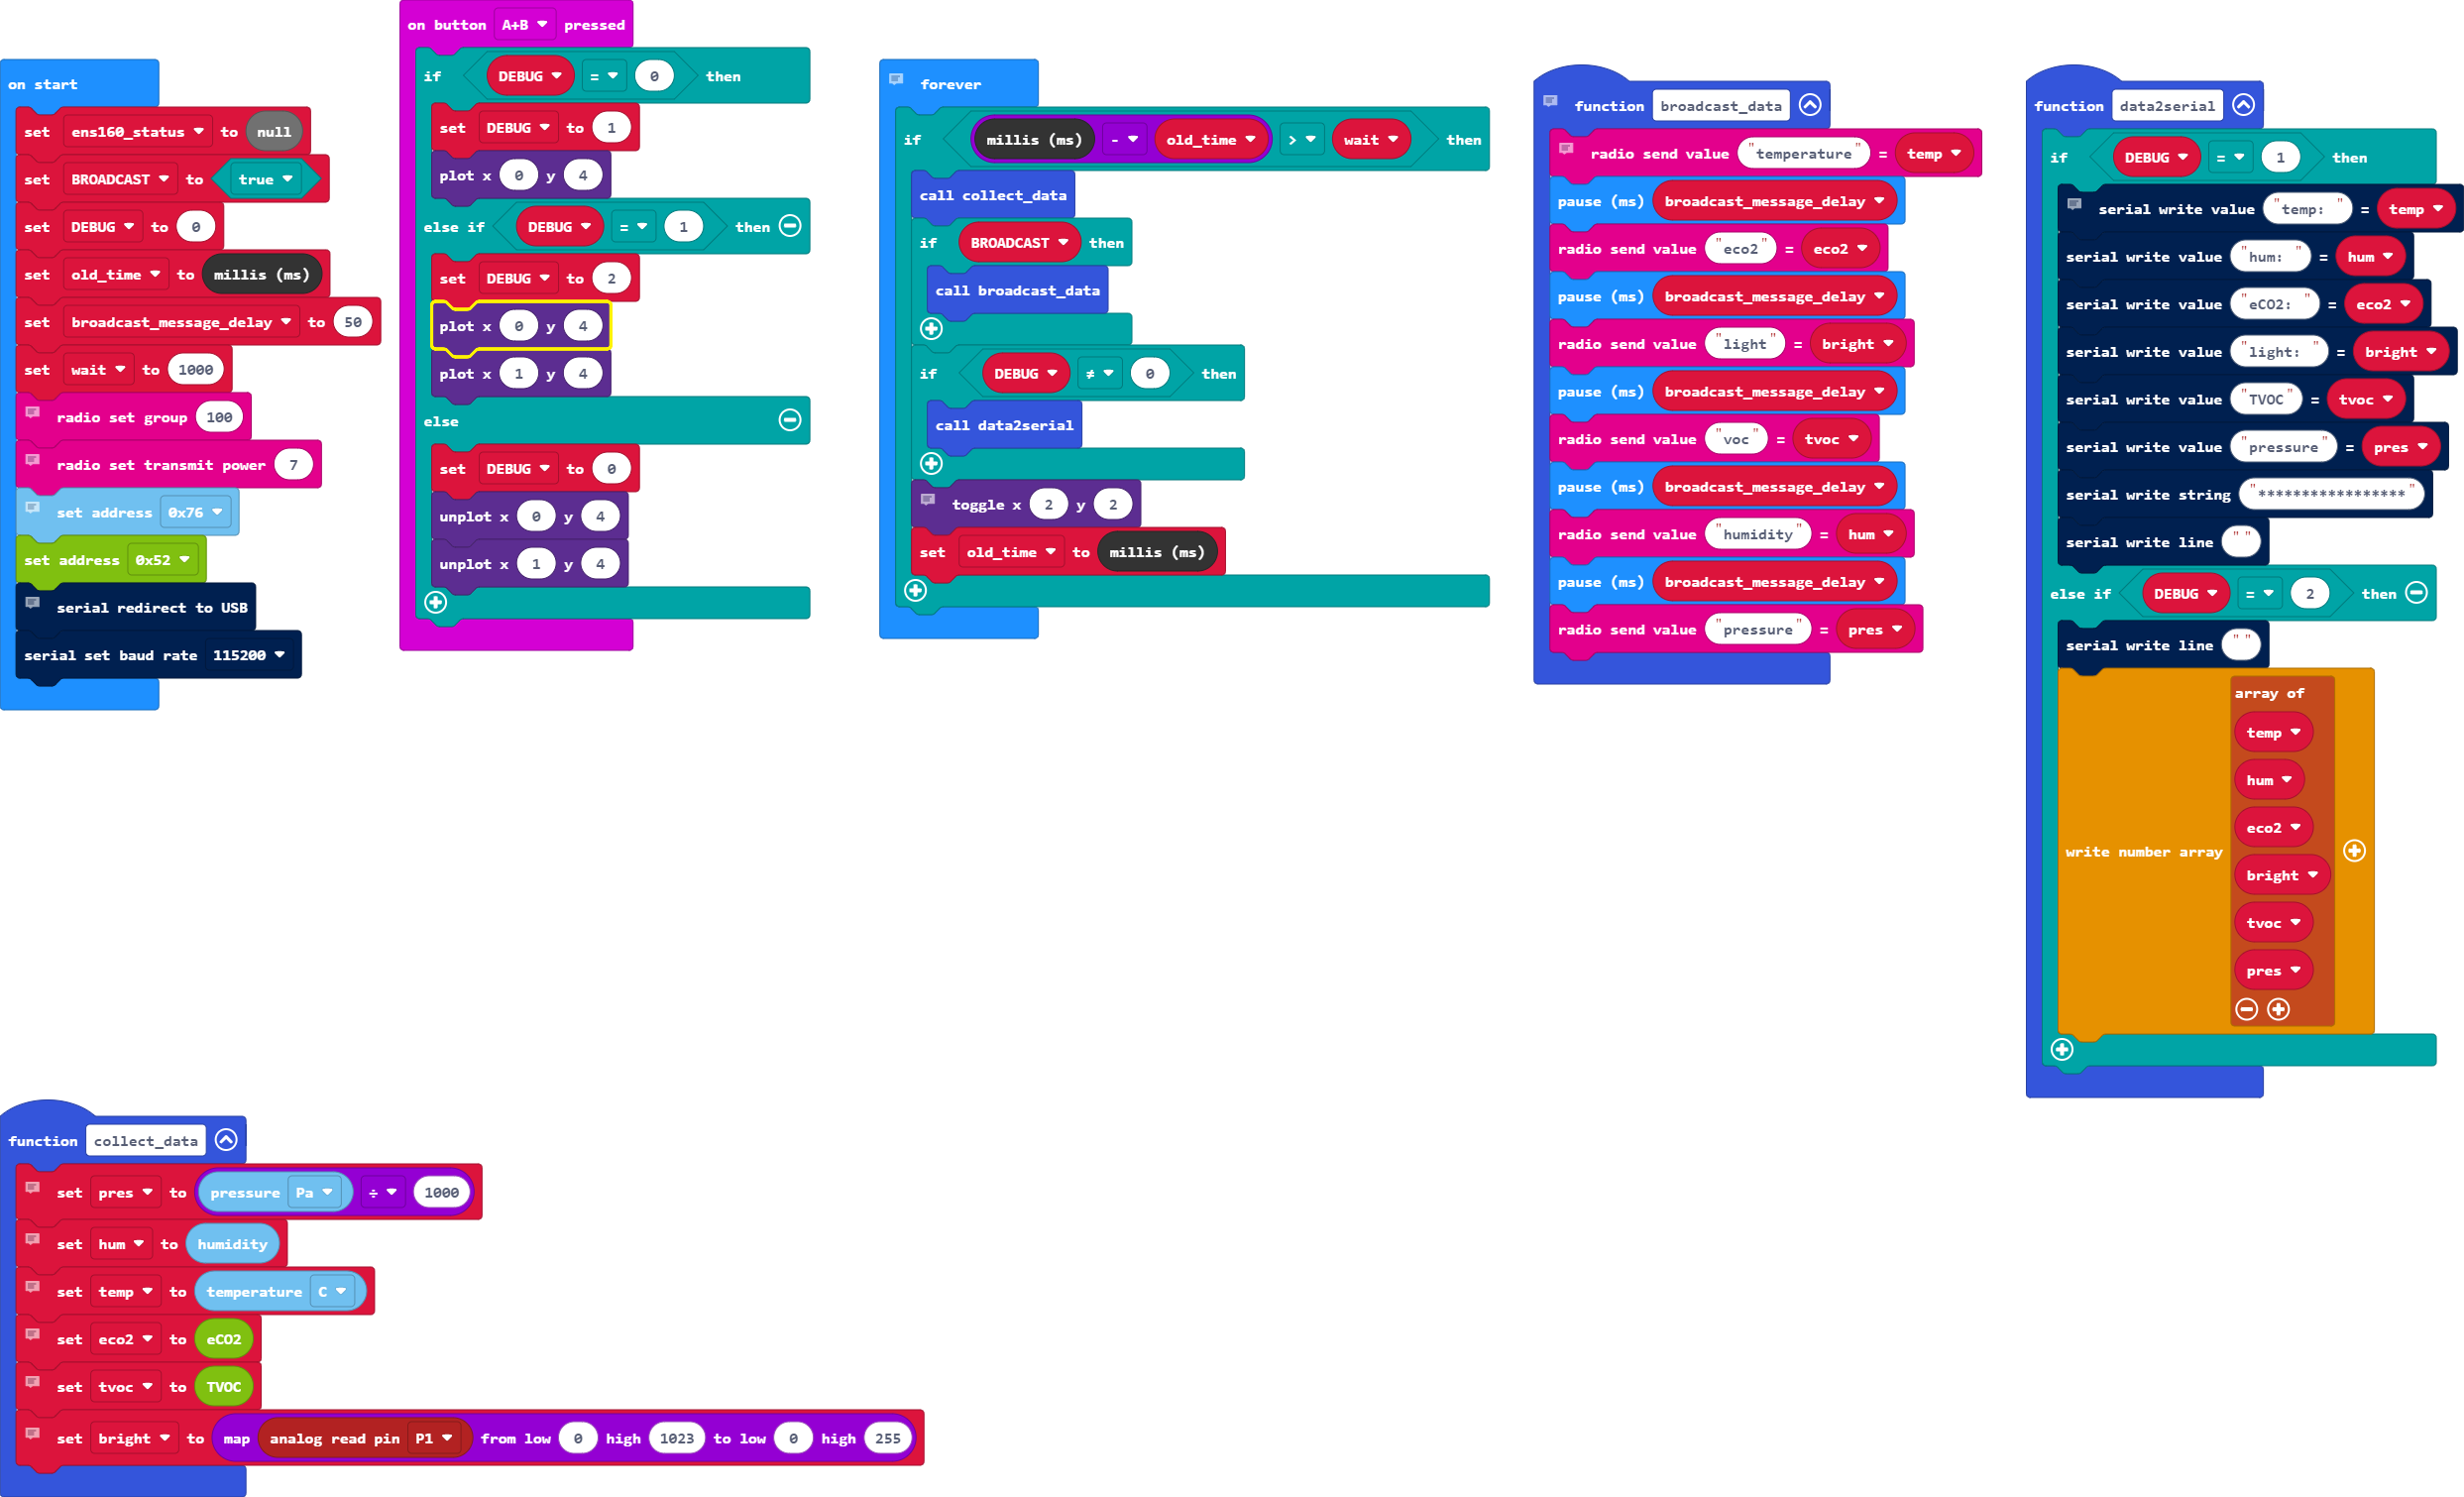 on start
set ens160_status to null
set BROADCAST to true
set DEBUG to 0
set old_time to millis (ms)
set broadcast_message_delay to 50
set wait to 1000
radio set group 100
radio set transmit power 7
set address 0x76
set address 0x52
serial redirect to USB
serial set baud rate 115200
on button A+B pressed
if DEBUG = 0 then
set DEBUG to 1
plot x 0 y 4
else if DEBUG = 1 then
set DEBUG to 2
plot x 0 y 4
plot x 1 y 4
else
set DEBUG to 0
unplot x 0 y 4
unplot x 1 y 4
forever
if millis (ms) - old_time > wait then
call collect_data
if BROADCAST then
call broadcast_data
if DEBUG ≠ 0 then
call data2serial
toggle x 2 y 2
set old_time to millis (ms)
function broadcast_data
radio send value "temperature" = temp
pause (ms) broadcast_message_delay
radio send value "eco2" = eco2
pause (ms) broadcast_message_delay
radio send value "light" = bright
pause (ms) broadcast_message_delay
radio send value "voc" = tvoc
pause (ms) broadcast_message_delay
radio send value "humidity" = hum
pause (ms) broadcast_message_delay
radio send value "pressure" = pres
function data2serial
if DEBUG = 1 then
serial write value "temp: " = temp
serial write value "hum: " = hum
serial write value "eCO2: " = eco2
serial write value "light: " = bright
serial write value "TVOC" = tvoc
serial write value "pressure" = pres
serial write string "*****************"
serial write line " "
else if DEBUG = 2 then
serial write line " "
write number array
array of
temp
hum
eco2
bright
tvoc
pres
function collect_data
set pres to pressure Pa ÷ 1000
set hum to humidity
set temp to temperature C
set eco2 to eCO2
set tvoc to TVOC
set bright to map analog read pin P1 from low 0 high 1023 to low 0 high 255